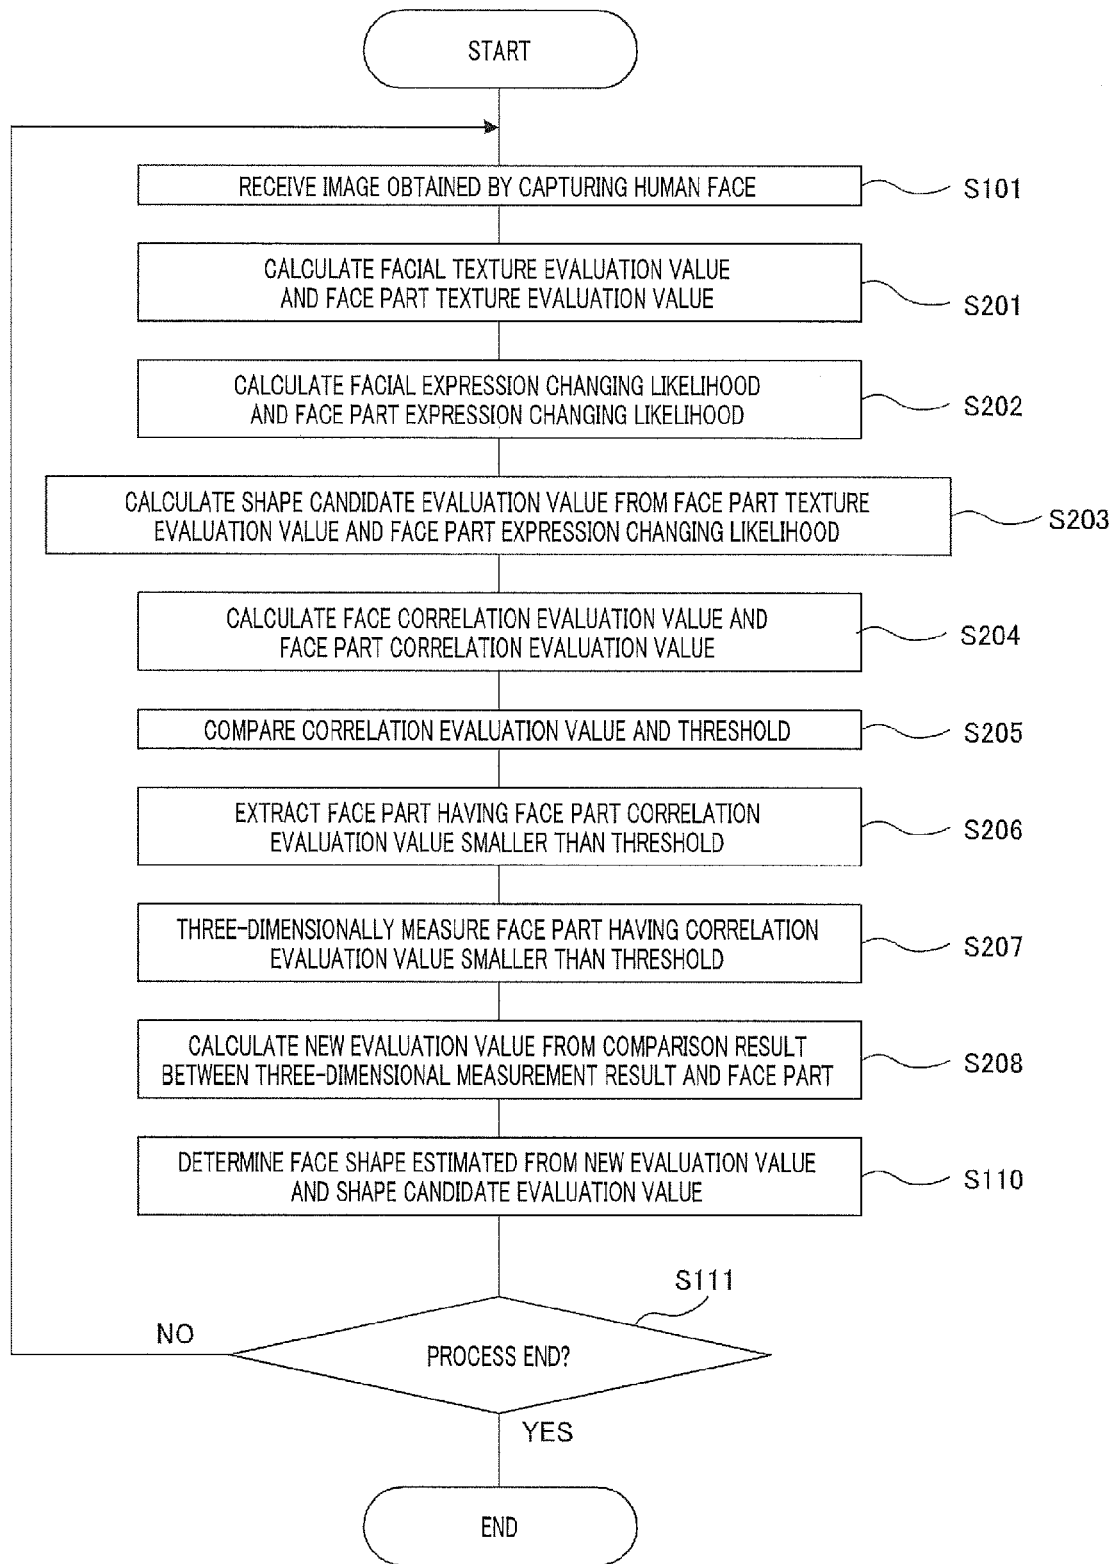 START
RECEIVE IMAGE OBTAINED BY CAPTURING HUMAN FACE
S101
CALCULATE FACIAL TEXTURE EVALUATION VALUE
AND FACE PART TEXTURE EVALUATION VALUE
S201
CALCULATE FACIAL EXPRESSION CHANGING LIKELIHOOD
AND FACE PART EXPRESSION CHANGING LIKELIHOOD
S202
CALCULATE SHAPE CANDIDATE EVALUATION VALUE FROM FACE PART TEXTURE
EVALUATION VALUE AND FACE PART EXPRESSION CHANGING LIKELIHOOD
S203
CALCULATE FACE CORRELATION EVALUATION VALUE AND
FACE PART CORRELATION EVALUATION VALUE
S204
COMPARE CORRELATION EVALUATION VALUE AND THRESHOLD
S205
EXTRACT FACE PART HAVING FACE PART CORRELATION
EVALUATION VALUE SMALLER THAN THRESHOLD
S206
THREE-DIMENSIONALLY MEASURE FACE PART HAVING CORRELATION
EVALUATION VALUE SMALLER THAN THRESHOLD
S207
CALCULATE NEW EVALUATION VALUE FROM COMPARISON RESULT
BETWEEN THREE-DIMENSIONAL MEASUREMENT RESULT AND FACE PART
S208
DETERMINE FACE SHAPE ESTIMATED FROM NEW EVALUATION VALUE
AND SHAPE CANDIDATE EVALUATION VALUE
S110
S111
NO
PROCESS END?
YES
END